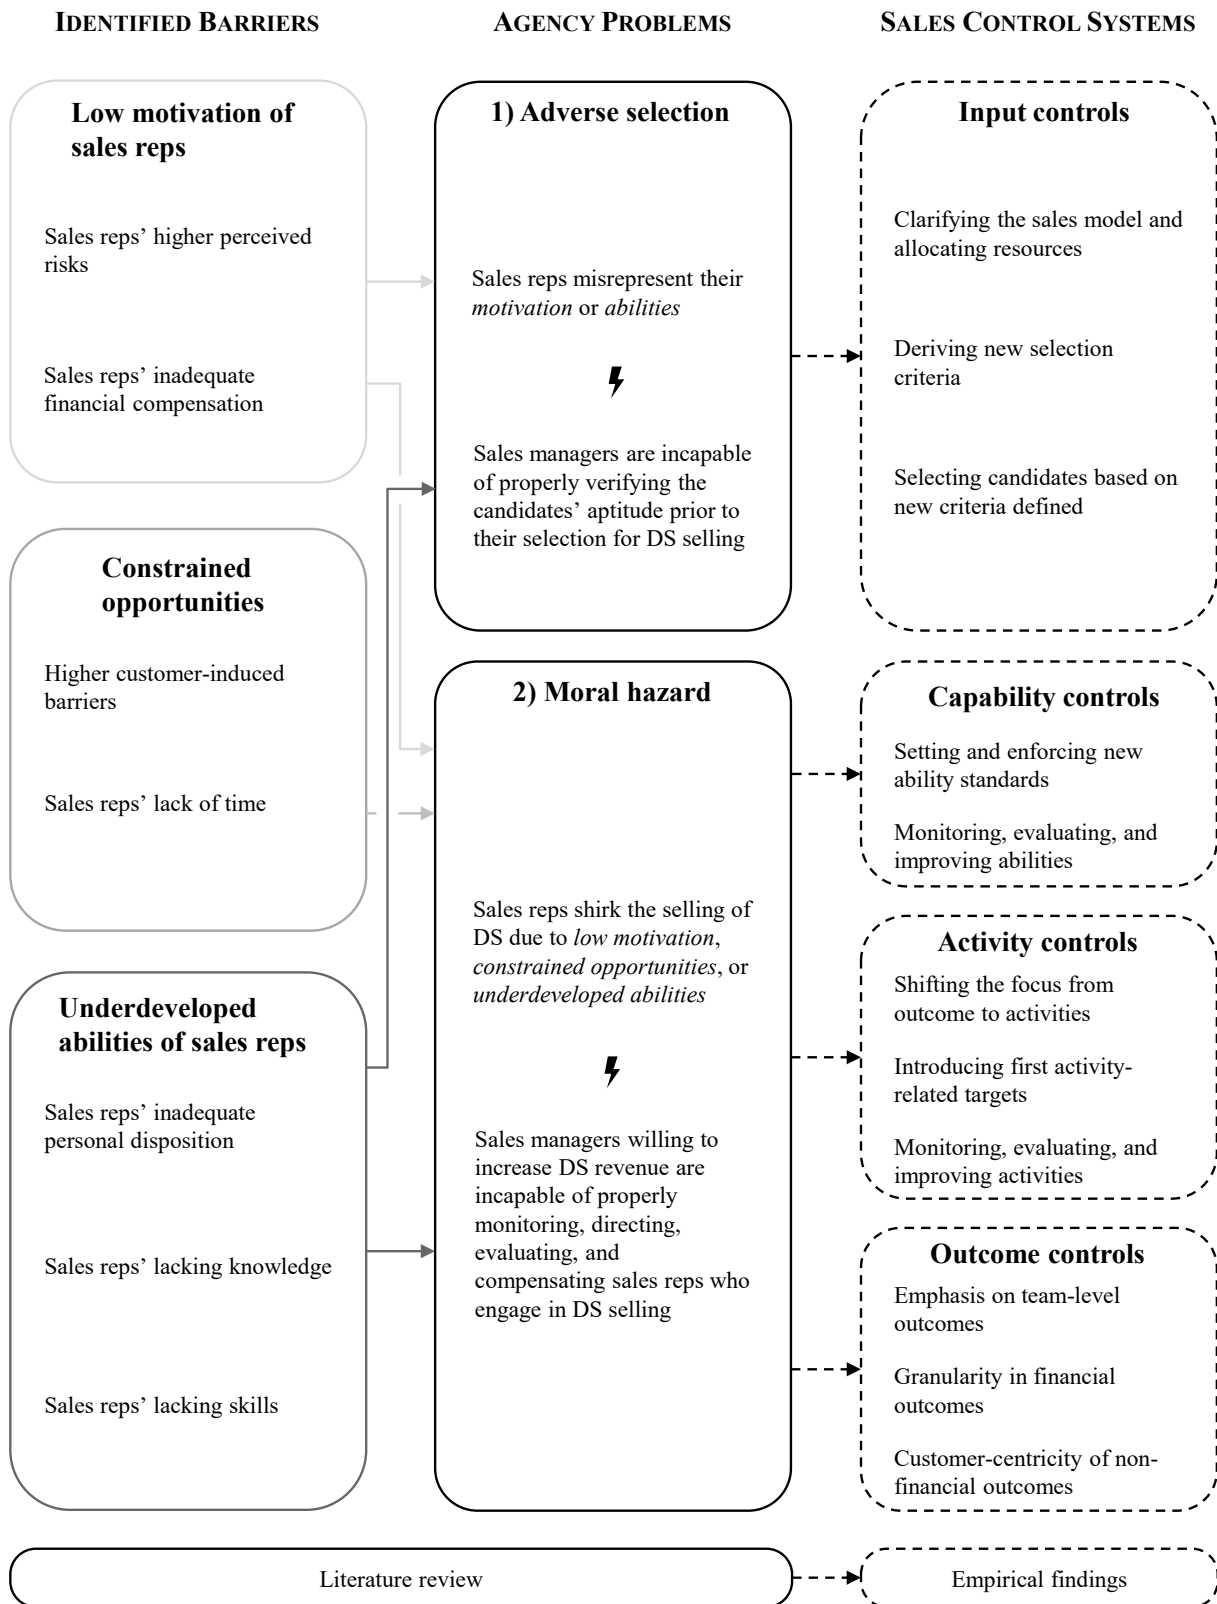 IDENTIFIED BARRIERS
AGENCY PROBLEMS
SALES CONTROL SYSTEMS
Low motivation of
sales reps
Sales reps’ higher perceived
risks
Sales reps’ inadequate
financial compensation
Constrained
opportunities
Higher customer-induced
barriers
Sales reps’ lack of time
Underdeveloped
abilities of sales reps
Sales reps’ inadequate
personal disposition
Sales reps’ lacking knowledge
Sales reps’ lacking skills
1) Adverse selection
Sales reps misrepresent their
motivation or abilities
Sales managers are incapable
of properly verifying the
candidates’ aptitude prior to
their selection for DS selling
2) Moral hazard
Sales reps shirk the selling of
DS due to low motivation,
constrained opportunities, or
underdeveloped abilities
Sales managers willing to
increase DS revenue are
incapable of properly
monitoring, directing,
evaluating, and
compensating sales reps who
engage in DS selling
Input controls
Clarifying the sales model and
allocating resources
Deriving new selection
criteria
Selecting candidates based on
new criteria defined
Capability controls
Setting and enforcing new
ability standards
Monitoring, evaluating, and
improving abilities
Activity controls
Shifting the focus from
outcome to activities
Introducing first activity-
related targets
Monitoring, evaluating, and
improving activities
Outcome controls
Emphasis on team-level
outcomes
Granularity in financial
outcomes
Customer-centricity of non-
financial outcomes
Literature review
Empirical findings